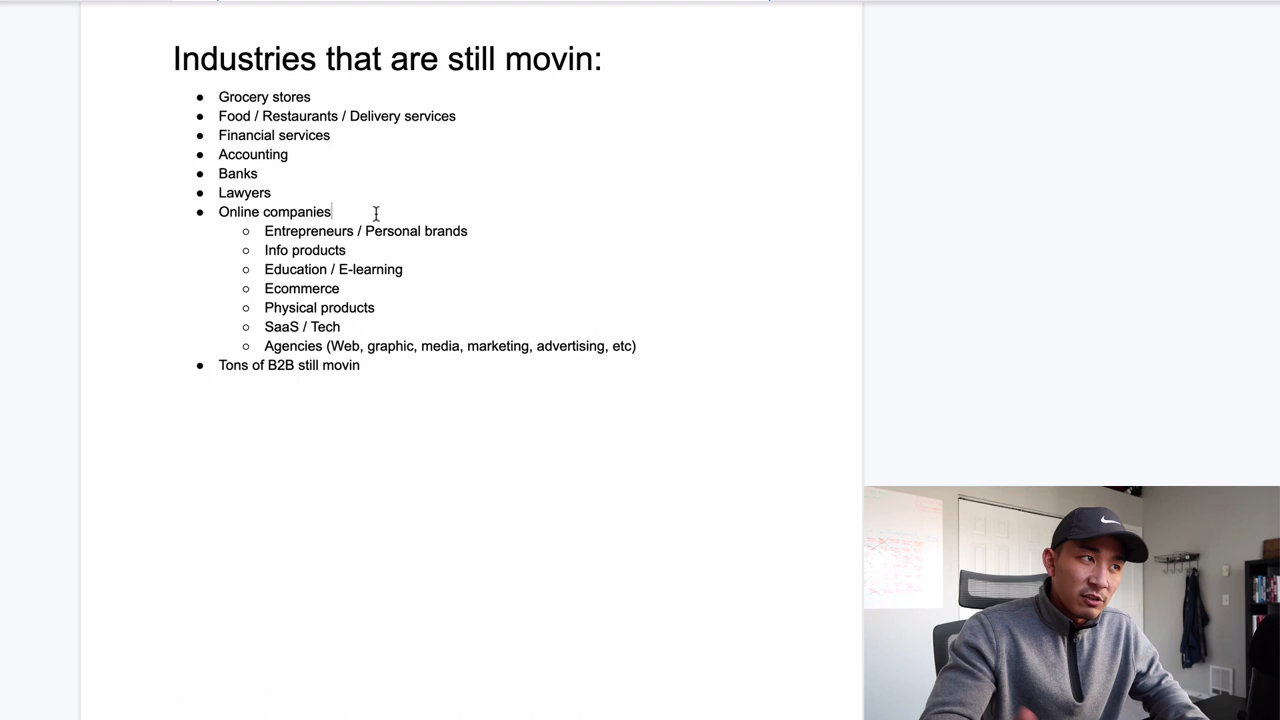 Industries that are still movin:
● Grocery stores
● Food / Restaurants / Delivery services
● Financial services
● Accounting
● Banks
● Lawyers
● Online companies
○ Entrepreneurs / Personal brands
○ Info products
○ Education / E-learning
○ Ecommerce
○ Physical products
○ SaaS / Tech
○ Agencies (Web, graphic, media, marketing, advertising, etc)
● Tons of B2B still movin